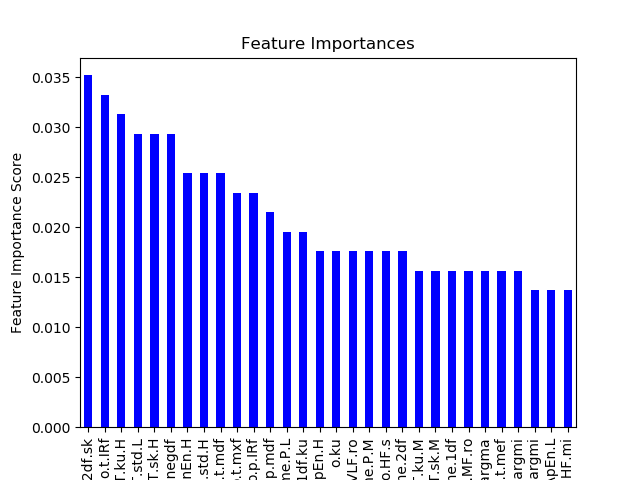 Feature Importances
Feature Importance Score
0.035
0.030
0.025
0.020
0.015
0.010
0.005
0.000
2df.sk
o.t.IRf
T.ku.H
.std.L
T.sk.H
negdf
nEn.H
.std.H
.t.mdf
.t.mxf
o.p.IRf
p.mdf
me.P.L
1df.ku
pEn.H
o.ku
VLF.ro
e.P.M
o.HF.s
ne.2df
.ku.M
T.sk.M
ne.1df
.MF.ro
argma
.t.mef
argmi
argmi
pEn.L
HF.mi